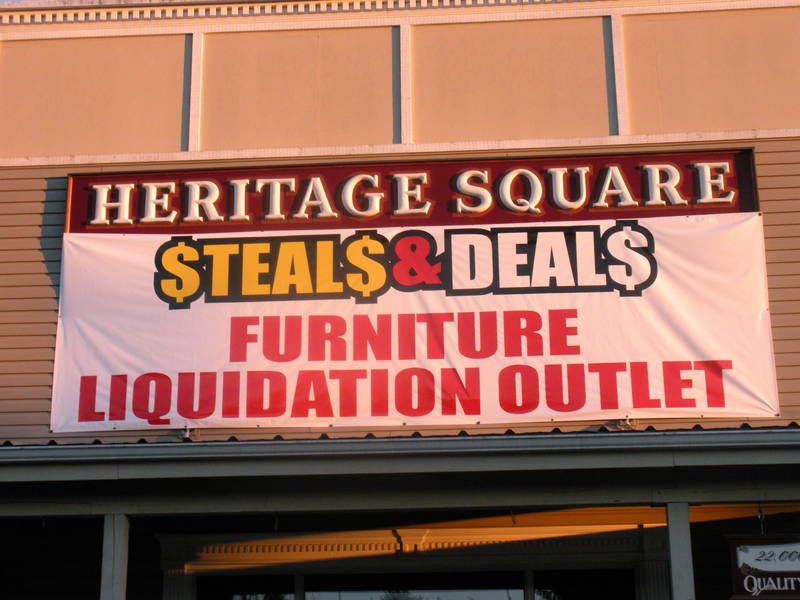 HERITAGE SQUARE
$TEAL$ & DEAL$
FURNITURE
LIQUIDATION OUTLET
QUALITY